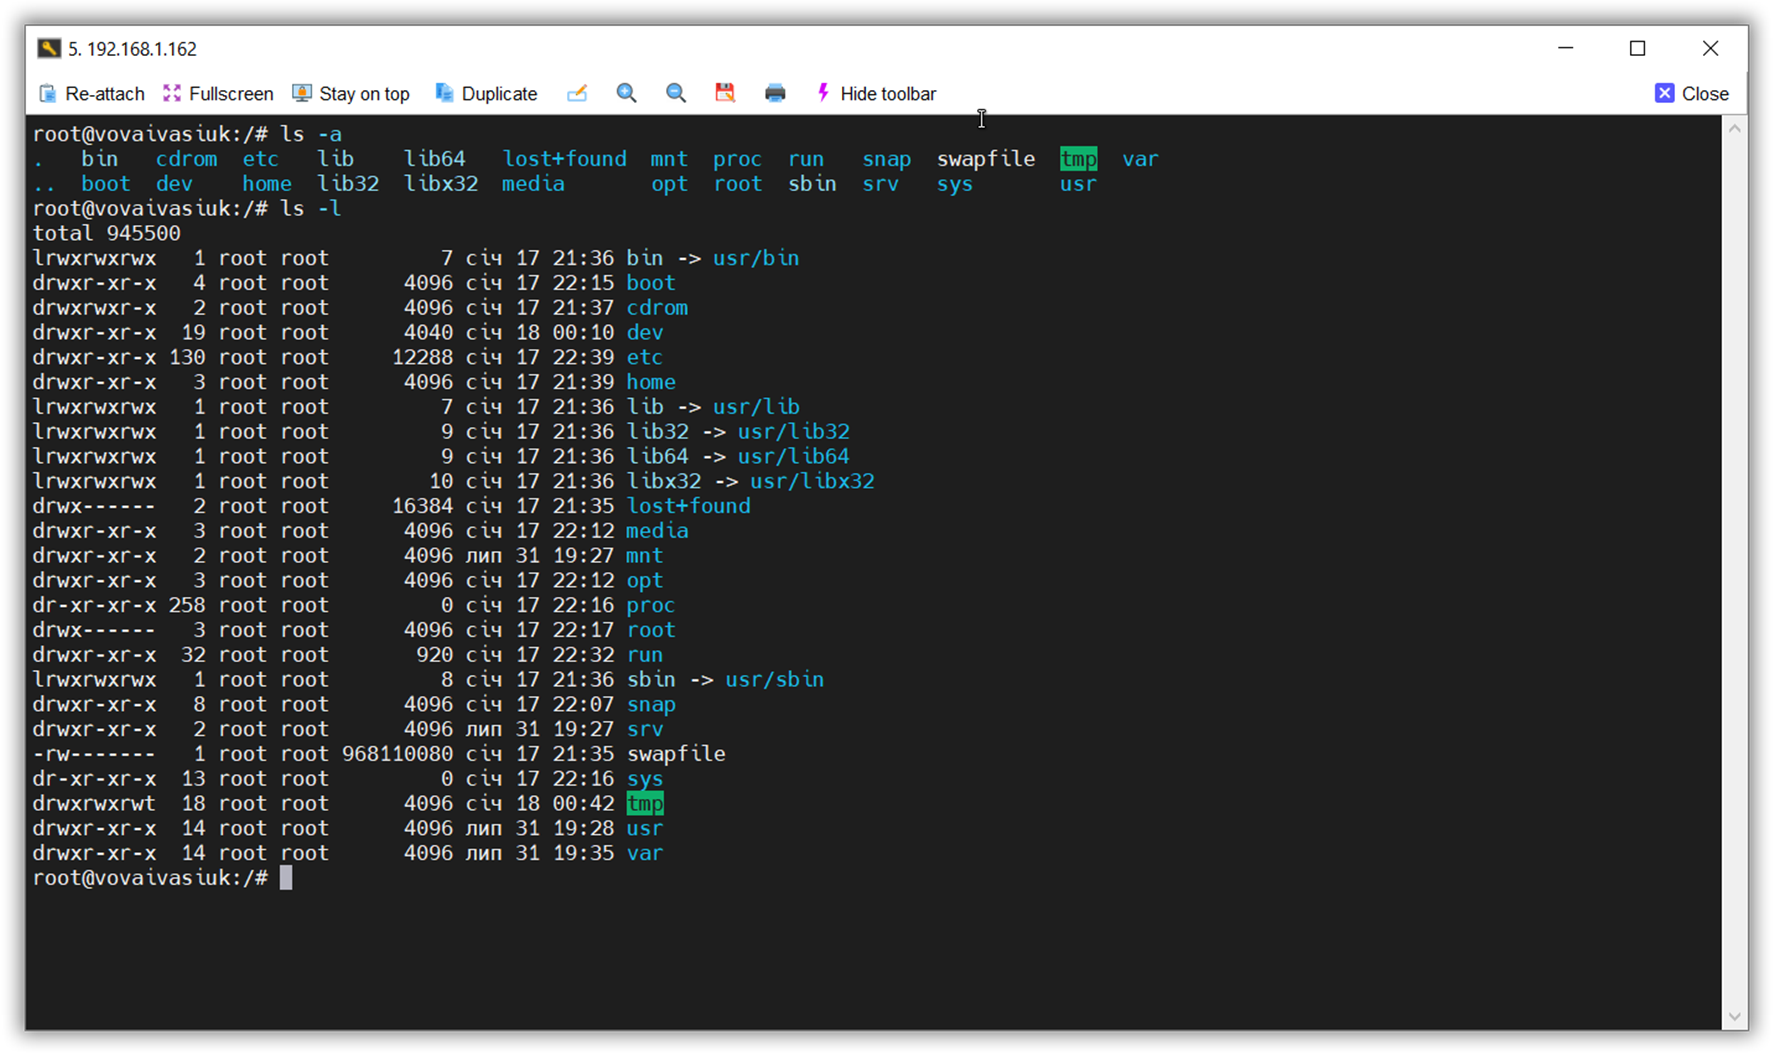 5. 192.168.1.162
Re-attach Fullscreen Stay on top Duplicate Hide toolbar Close
root@vovaivasiuk:/# ls -a
. bin cdrom etc lib lib64 lost+found mnt proc run snap swapfile tmp var
.. boot dev home lib32 libx32 media opt root sbin srv sys usr
root@vovaivasiuk:/# ls -l
total 945500
lrwxrwxrwx 1 root root 7 січ 17 21:36 bin -> usr/bin
drwxr-xr-x 4 root root 4096 січ 17 22:15 boot
drwxrwxr-x 2 root root 4096 січ 17 21:37 cdrom
drwxr-xr-x 19 root root 4040 січ 18 00:10 dev
drwxr-xr-x 130 root root 12288 січ 17 22:39 etc
drwxr-xr-x 3 root root 4096 січ 17 21:39 home
lrwxrwxrwx 1 root root 7 січ 17 21:36 lib -> usr/lib
lrwxrwxrwx 1 root root 9 січ 17 21:36 lib32 -> usr/lib32
lrwxrwxrwx 1 root root 9 січ 17 21:36 lib64 -> usr/lib64
lrwxrwxrwx 1 root root 10 січ 17 21:36 libx32 -> usr/libx32
drwx------ 2 root root 16384 січ 17 21:35 lost+found
drwxr-xr-x 3 root root 4096 січ 17 22:12 media
drwxr-xr-x 2 root root 4096 лип 31 19:27 mnt
drwxr-xr-x 3 root root 4096 січ 17 22:12 opt
dr-xr-xr-x 258 root root 0 січ 17 22:16 proc
drwx------ 3 root root 4096 січ 17 22:17 root
drwxr-xr-x 32 root root 920 січ 17 22:32 run
lrwxrwxrwx 1 root root 8 січ 17 21:36 sbin -> usr/sbin
drwxr-xr-x 8 root root 4096 січ 17 22:07 snap
drwxr-xr-x 2 root root 4096 лип 31 19:27 srv
-rw------- 1 root root 968110080 січ 17 21:35 swapfile
dr-xr-xr-x 13 root root 0 січ 17 22:16 sys
drwxrwxrwt 18 root root 4096 січ 18 00:42 tmp
drwxr-xr-x 14 root root 4096 лип 31 19:28 usr
drwxr-xr-x 14 root root 4096 лип 31 19:35 var
root@vovaivasiuk:/#